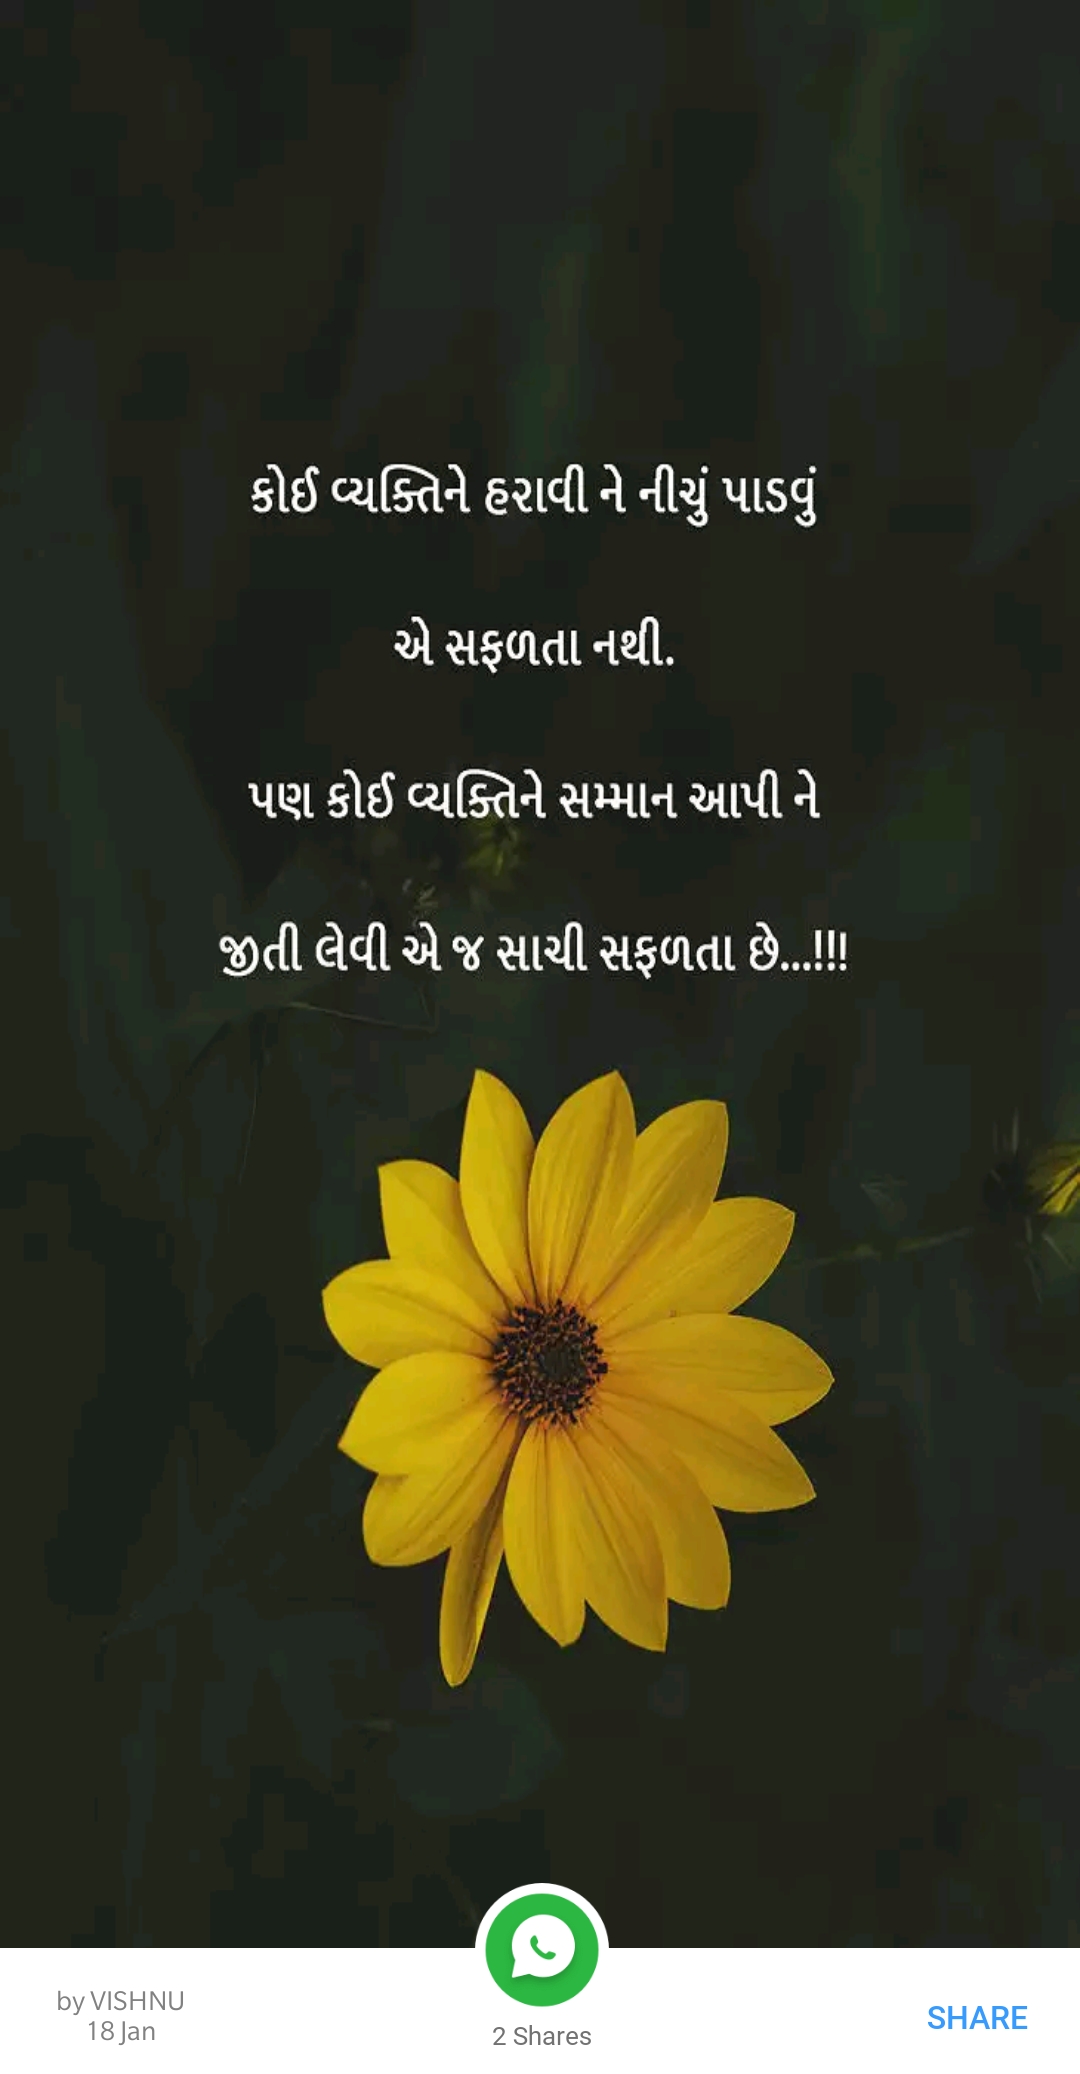 કોઈ વ્યક્તિને હરાવી ને નીચું પાડવું
એ સફળતા નથી.
પણ કોઈ વ્યક્તિને સમ્માન આપી ને
જીતી લેવી એ જ સાચી સફળતા છે...!!!
by VISHNU
18 Jan
2 Shares
SHARE